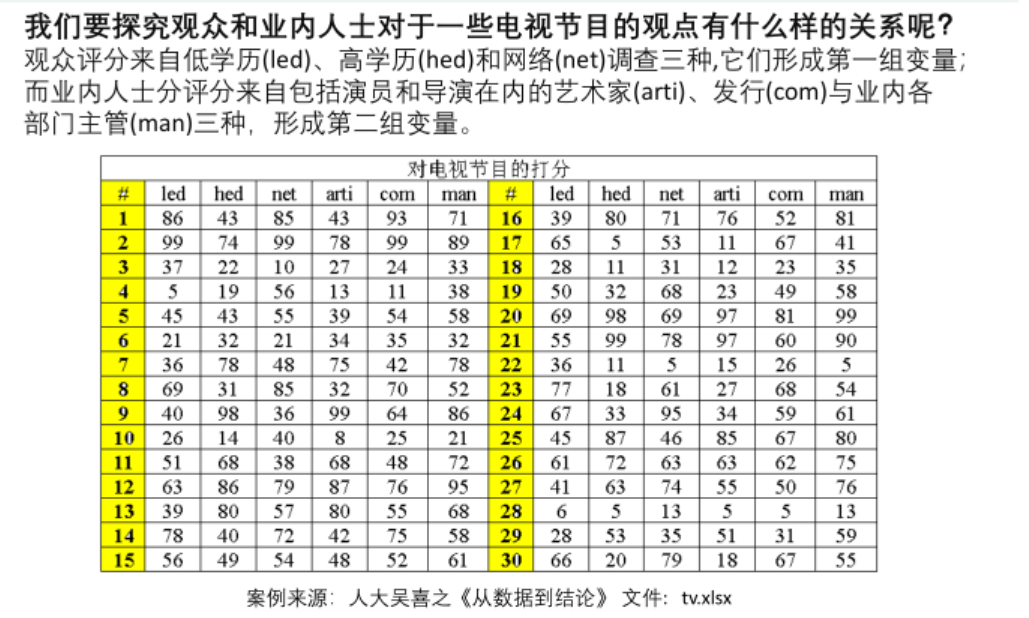 我们要探究观众和业内人士对于一些电视节目的观点有什么样的关系呢？
观众评分来自低学历(led)、高学历(hed)和网络(net)调查三种,它们形成第一组变量；
而业内人士分评分来自包括演员和导演在内的艺术家(arti)、发行(com)与业内各
部门主管(man)三种，形成第二组变量。
对电视节目的打分
# led hed net arti com man # led hed net arti com man
1 86 43 85 43 93 71 16 39 80 71 76 52 81
2 99 74 99 78 99 89 17 65 5 53 11 67 41
3 37 22 10 27 24 33 18 28 11 31 12 23 35
4 5 19 56 13 11 38 19 50 32 68 23 49 58
5 45 43 55 39 54 58 20 69 98 69 97 81 99
6 21 32 21 34 35 32 21 55 99 78 97 60 90
7 36 78 48 75 42 78 22 36 11 5 15 26 5
8 69 31 85 32 70 52 23 77 18 61 27 68 54
9 40 98 36 99 64 86 24 67 33 95 34 59 61
10 26 14 40 8 25 21 25 45 87 46 85 67 80
11 51 68 38 68 48 72 26 61 72 63 63 62 75
12 63 86 79 87 76 95 27 41 63 74 55 50 76
13 39 80 57 80 55 68 28 6 5 13 5 5 13
14 78 40 72 42 75 58 29 28 53 35 51 31 59
15 56 49 54 48 52 61 30 66 20 79 18 67 55
案例来源：人大吴喜之《从数据到结论》 文件：tv.xlsx